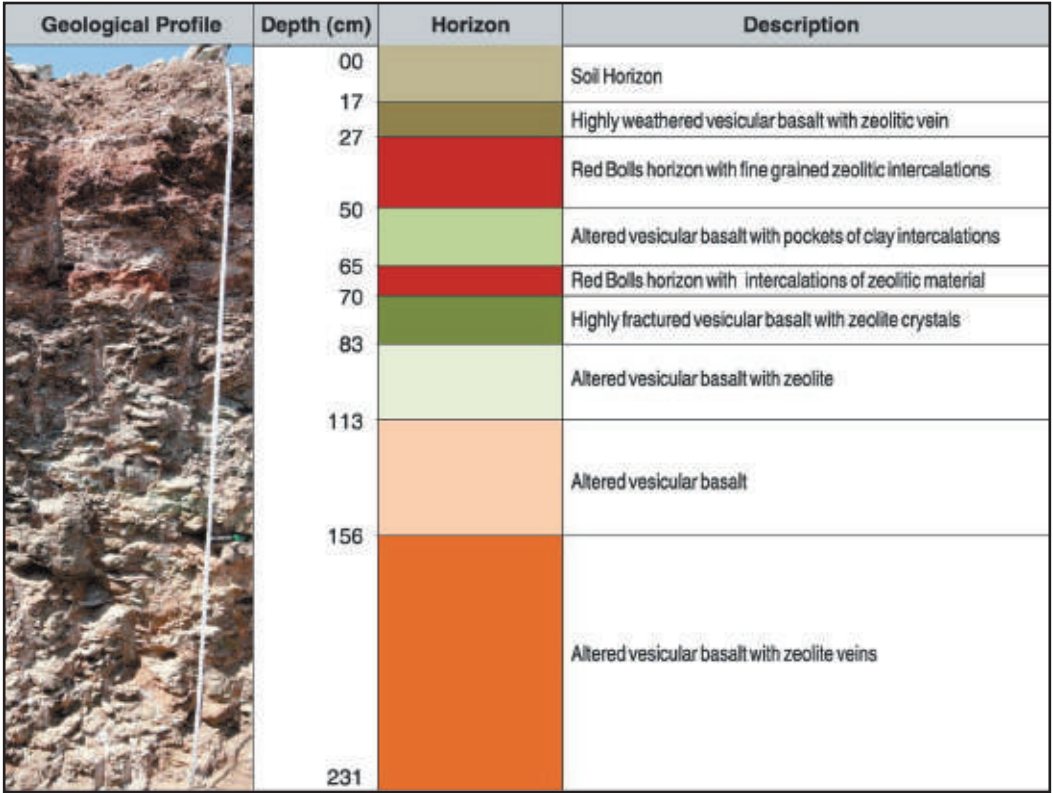 Geological Profile Depth (cm) Horizon Description
00
Soil Horizon
17
Highly weathered vesicular basalt with zeolitic vein
27
Red Bolls horizon with fine grained zeolitic intercalations
50
Altered vesicular basalt with pockets of clay intercalations
65
Red Bolls horizon with intercalations of zeolitic material
70
Highly fractured vesicular basalt with zeolite crystals
83
Altered vesicular basalt with zeolite
113
Altered vesicular basalt
156
Altered vesicular basalt with zeolite veins
231